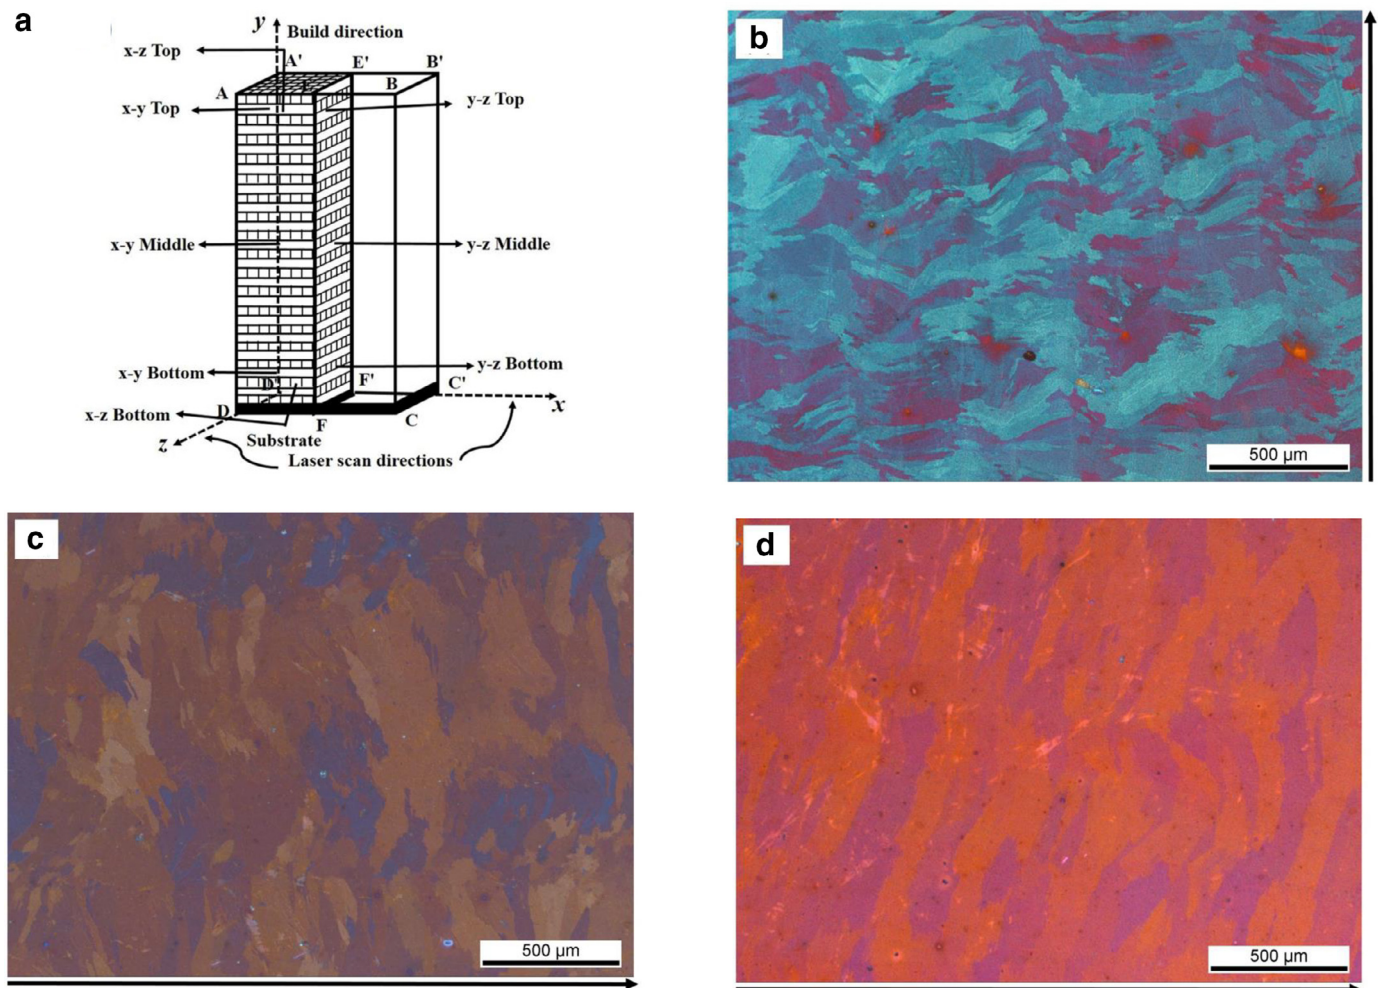 a
y
Build direction
x-z Top
A'
E'
B'
A
B
x-y Top
y-z Top
x-y Middle
y-z Middle
x-y Bottom
y-z Bottom
D'
F'
C'
x-z Bottom
D
F
C
x
z
Substrate
Laser scan directions
b
500 µm
c
500 µm
d
500 µm